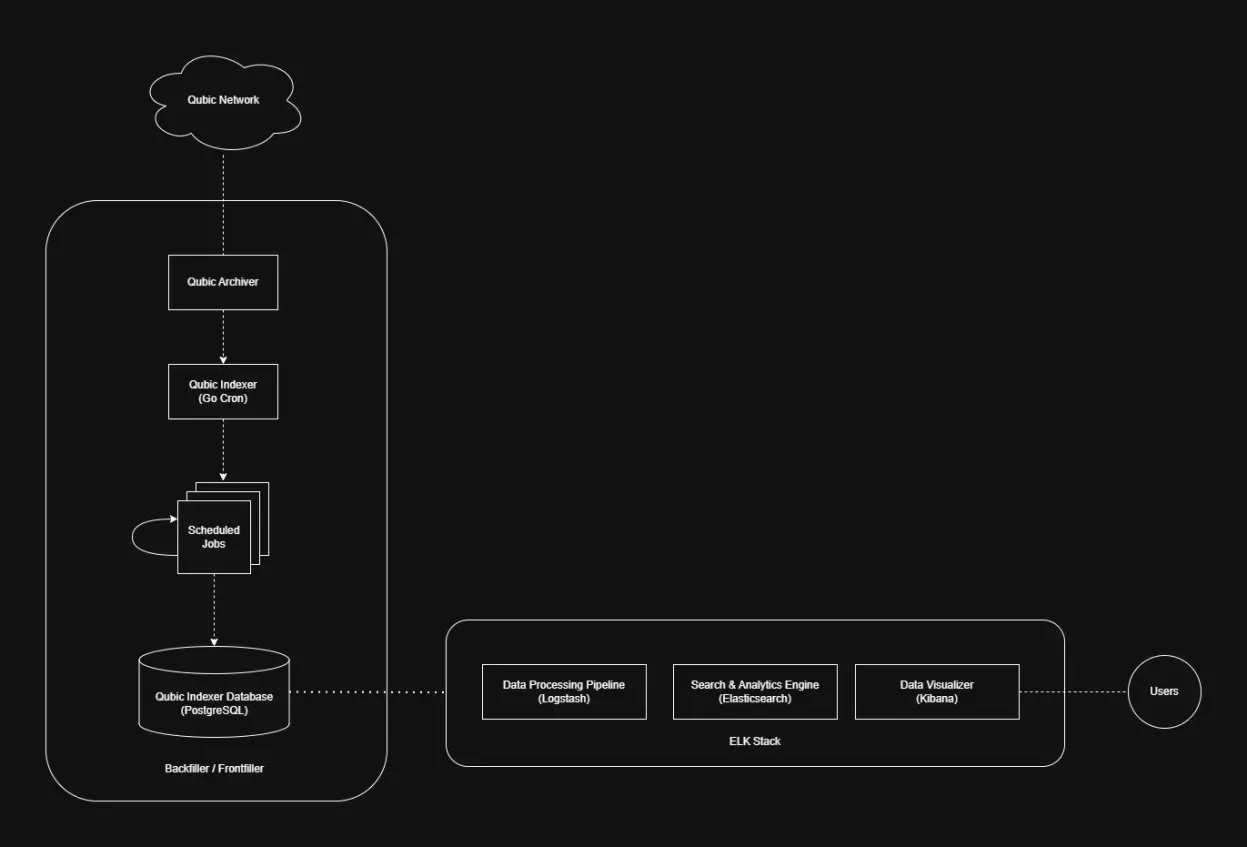 Qubic Network
Qubic Archiver
Qubic Indexer
(Go Cron)
Scheduled
Jobs
Qubic Indexer Database
(PostgreSQL)
Backfiller / Frontfiller
Data Processing Pipeline
(Logstash)
Search & Analytics Engine
(Elasticsearch)
Data Visualizer
(Kibana)
ELK Stack
Users